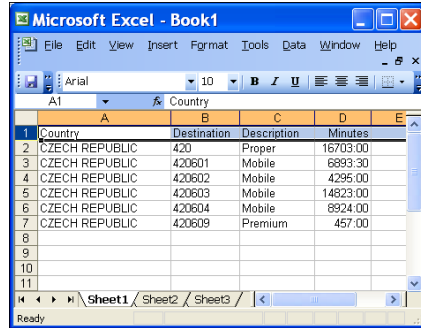 Microsoft Excel - Book1
File Edit View Insert Format Tools Data Window Help
Arial 10 B I U
A1 fx Country
A B C D E
1 Country Destination Description Minutes
2 CZECH REPUBLIC 420 Proper 16703:00
3 CZECH REPUBLIC 420601 Mobile 6893:30
4 CZECH REPUBLIC 420602 Mobile 4295:00
5 CZECH REPUBLIC 420603 Mobile 14823:00
6 CZECH REPUBLIC 420604 Mobile 8924:00
7 CZECH REPUBLIC 420609 Premium 457:00
8
9
10
11
Sheet1 Sheet2 Sheet3
Ready